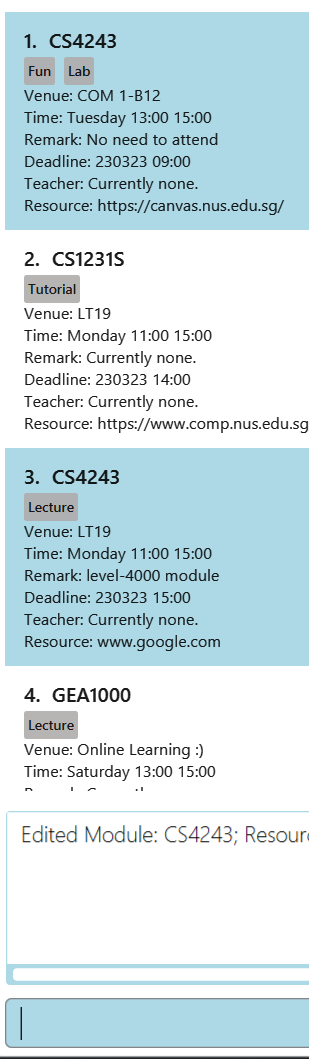 1. CS4243
Fun Lab
Venue: COM 1-B12
Time: Tuesday 13:00 15:00
Remark: No need to attend
Deadline: 230323 09:00
Teacher: Currently none.
Resource: https://canvas.nus.edu.sg/
2. CS1231S
Tutorial
Venue: LT19
Time: Monday 11:00 15:00
Remark: Currently none.
Deadline: 230323 14:00
Teacher: Currently none.
Resource: https://www.comp.nus.edu.sg
3. CS4243
Lecture
Venue: LT19
Time: Monday 11:00 15:00
Remark: level-4000 module
Deadline: 230323 15:00
Teacher: Currently none.
Resource: www.google.com
4. GEA1000
Lecture
Venue: Online Learning :)
Time: Saturday 13:00 15:00
Edited Module: CS4243; Resour